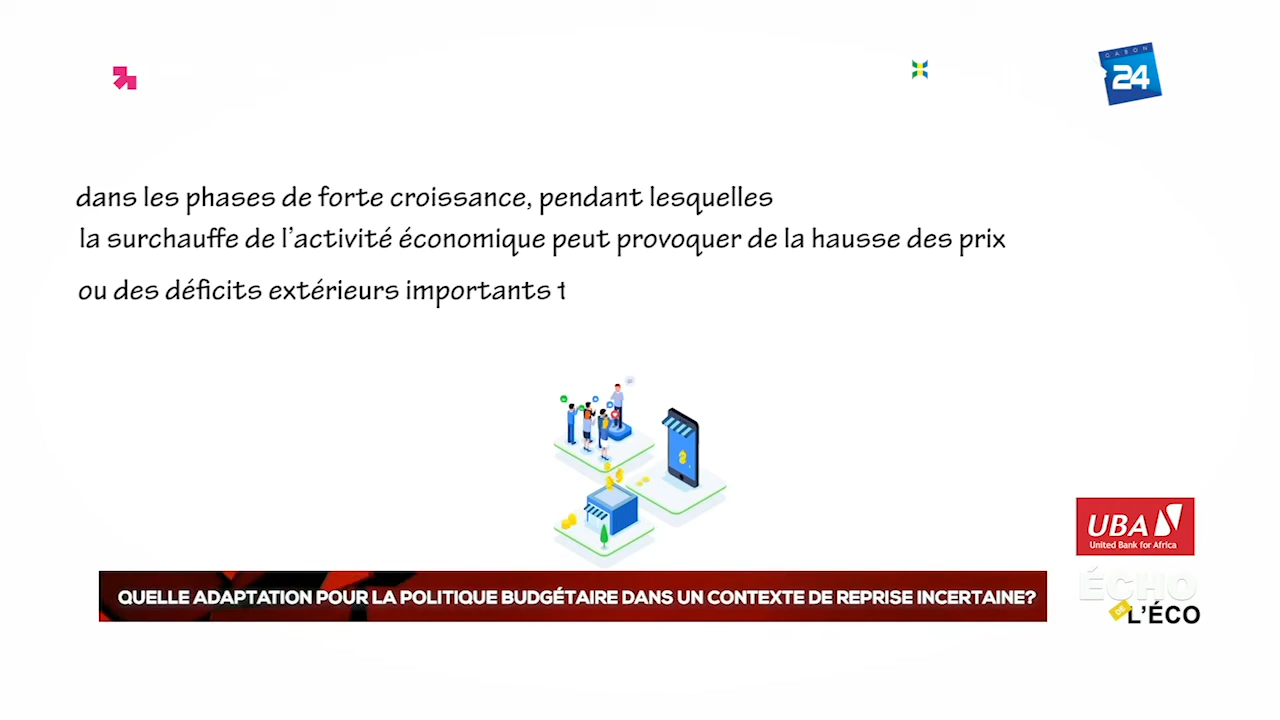 GABON
24
dans les phases de forte croissance, pendant lesquelles
la surchauffe de l'activité économique peut provoquer de la hausse des prix
ou des déficits extérieurs importants t
UBA
United Bank for Africa
QUELLE ADAPTATION POUR LA POLITIQUE BUDGÉTAIRE DANS UN CONTEXTE DE REPRISE INCERTAINE?
ÉCHO
DE L'ÉCO